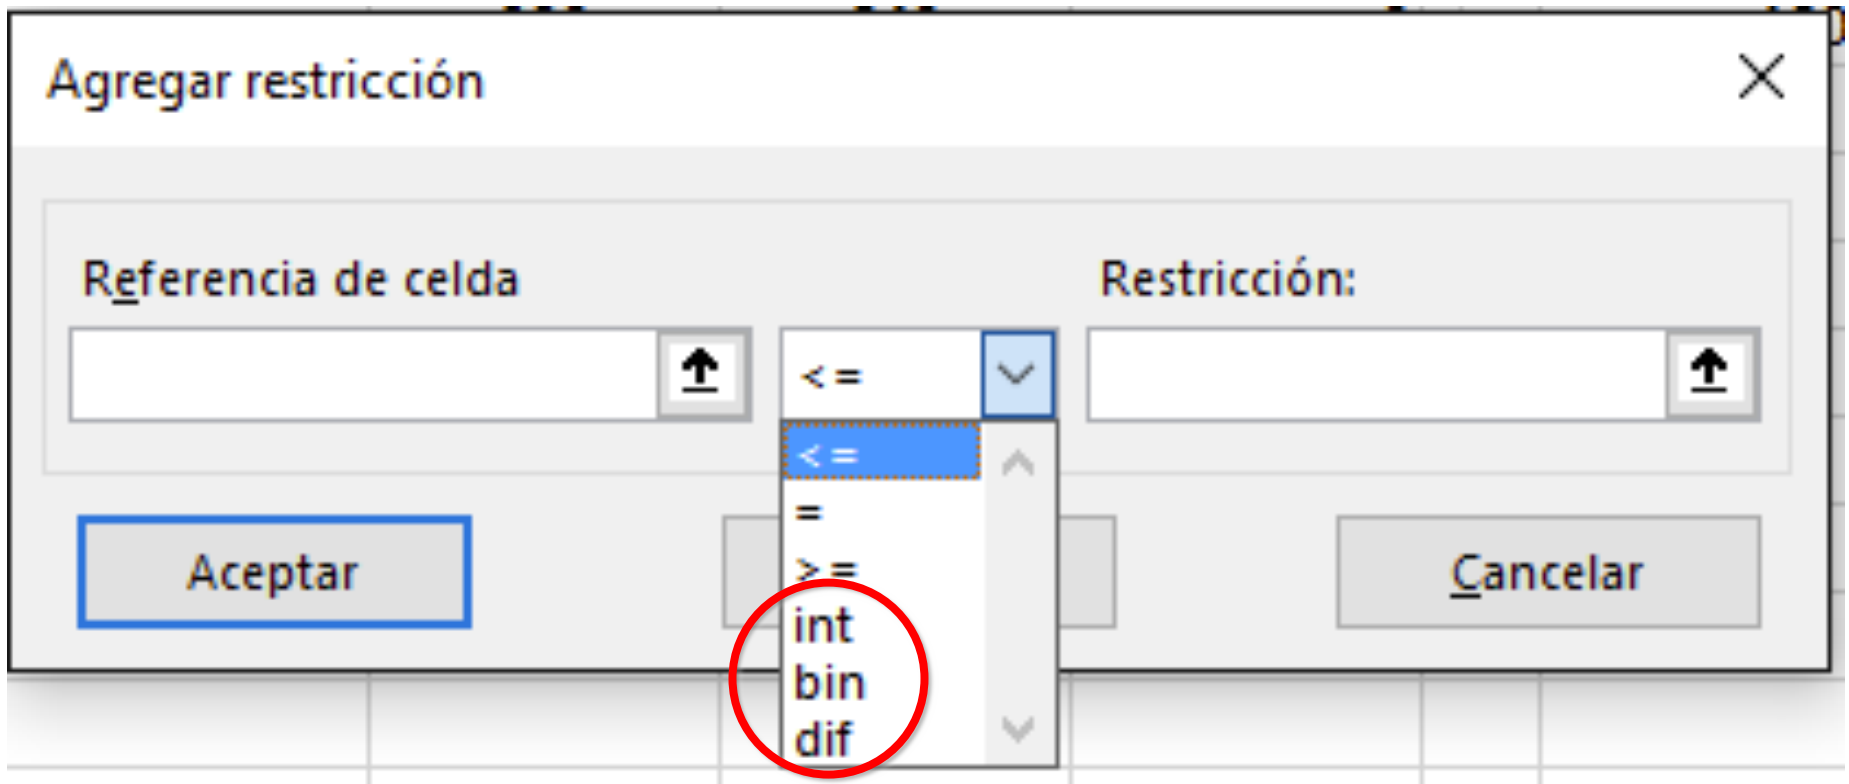 Agregar restricción
Referencia de celda
Restricción:
<=
<=
=
>=
int
bin
dif
Aceptar
Cancelar